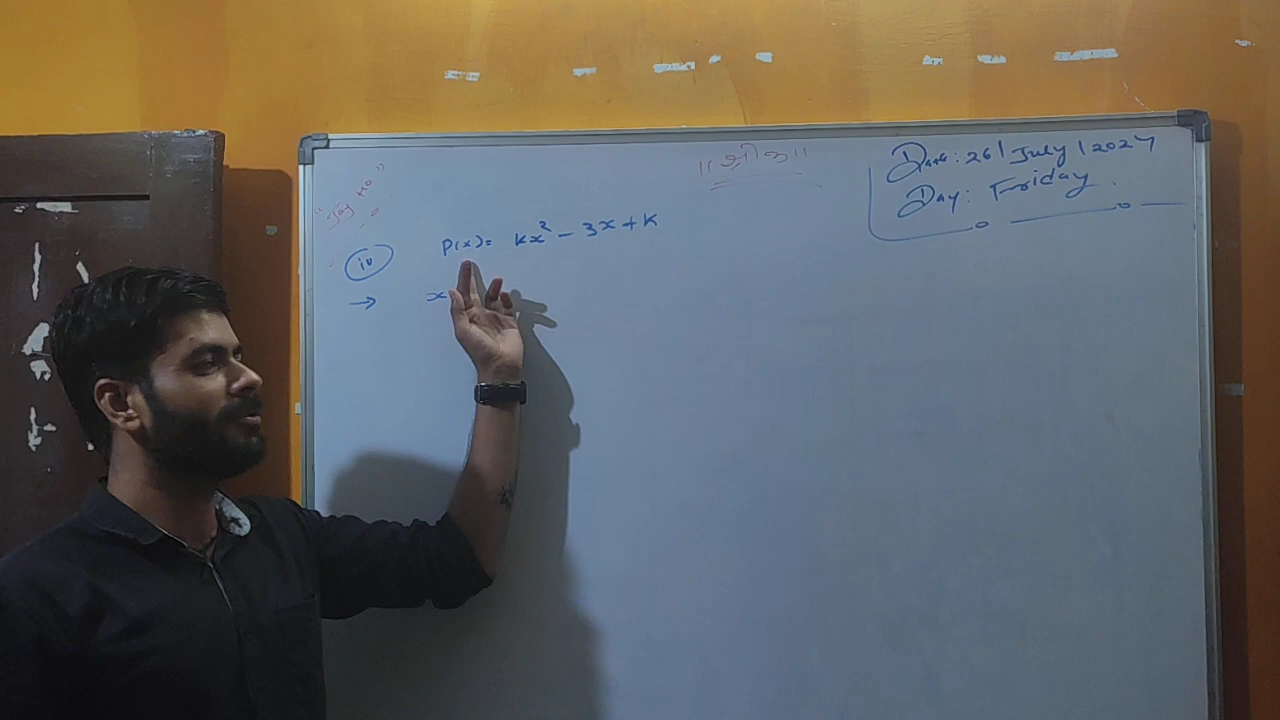 ॥ श्री ॥
Date: 26 | July | 2024
Day: Friday.
iv P(x) = kx² - 3x + k
→ x